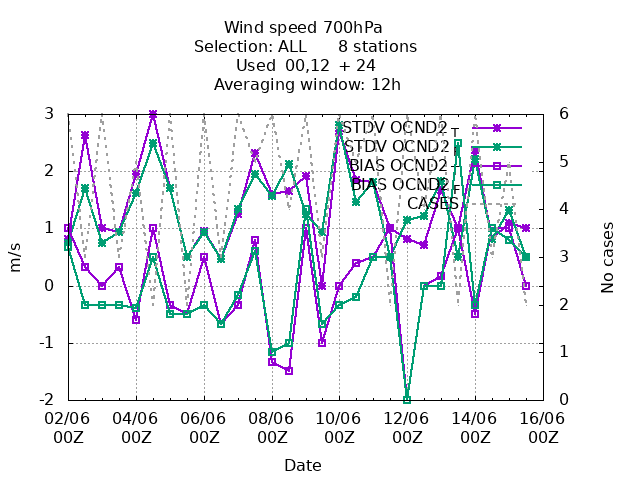 Wind speed 700hPa
Selection: ALL 8 stations
Used 00,12 + 24
Averaging window: 12h
3
2
1
0
-1
-2
m/s
6
5
4
3
2
1
0
No cases
STDV OCND2_T
STDV OCND2
BIAS OCND2
BIAS OCND2_F
CASES
02/06 04/06 06/06 08/06 10/06 12/06 14/06 16/06
00Z 00Z 00Z 00Z 00Z 00Z 00Z 00Z
Date